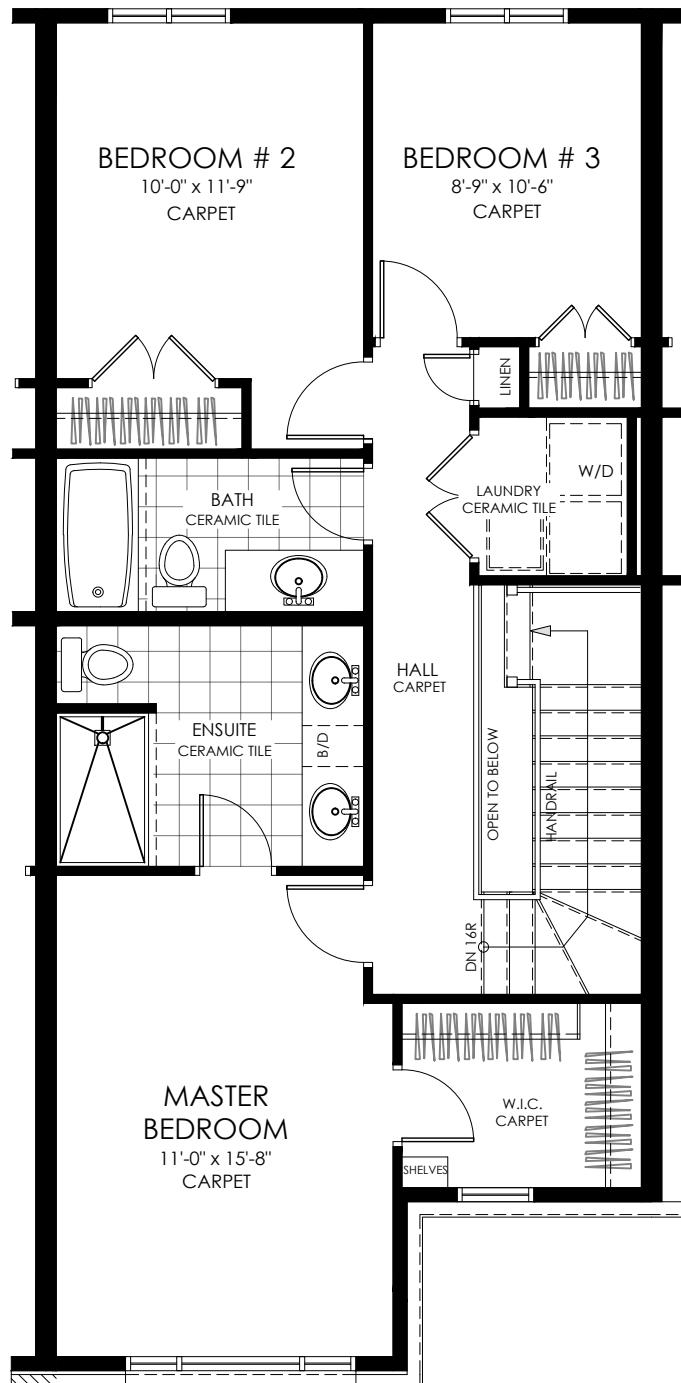 BEDROOM # 2
10'-0" x 11'-9"
CARPET
BEDROOM # 3
8'-9" x 10'-6"
CARPET
LINEN
W/D
LAUNDRY
CERAMIC TILE
BATH
CERAMIC TILE
HALL
CARPET
ENSUITE
CERAMIC TILE
B/D
OPEN TO BELOW
HANDRAIL
DN 16R
MASTER
BEDROOM
11'-0" x 15'-8"
CARPET
W.I.C.
CARPET
SHELVES